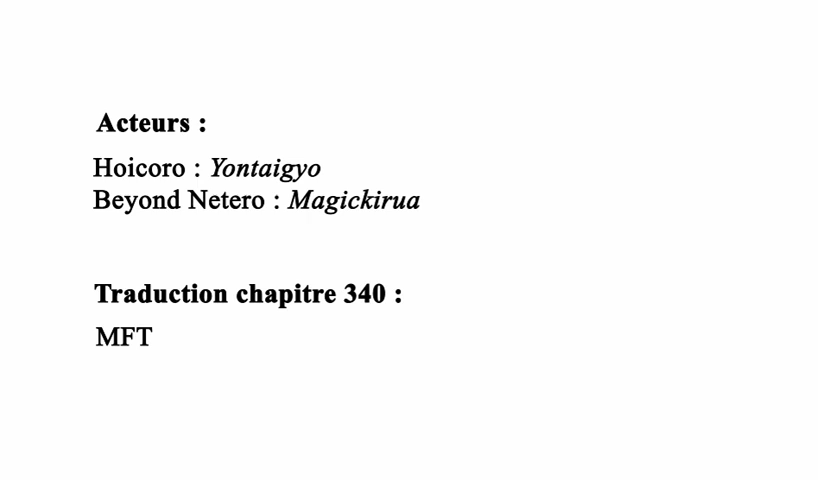 Acteurs :
Hoicoro : Yontaigyo
Beyond Netero : Magickirua
Traduction chapitre 340 :
MFT